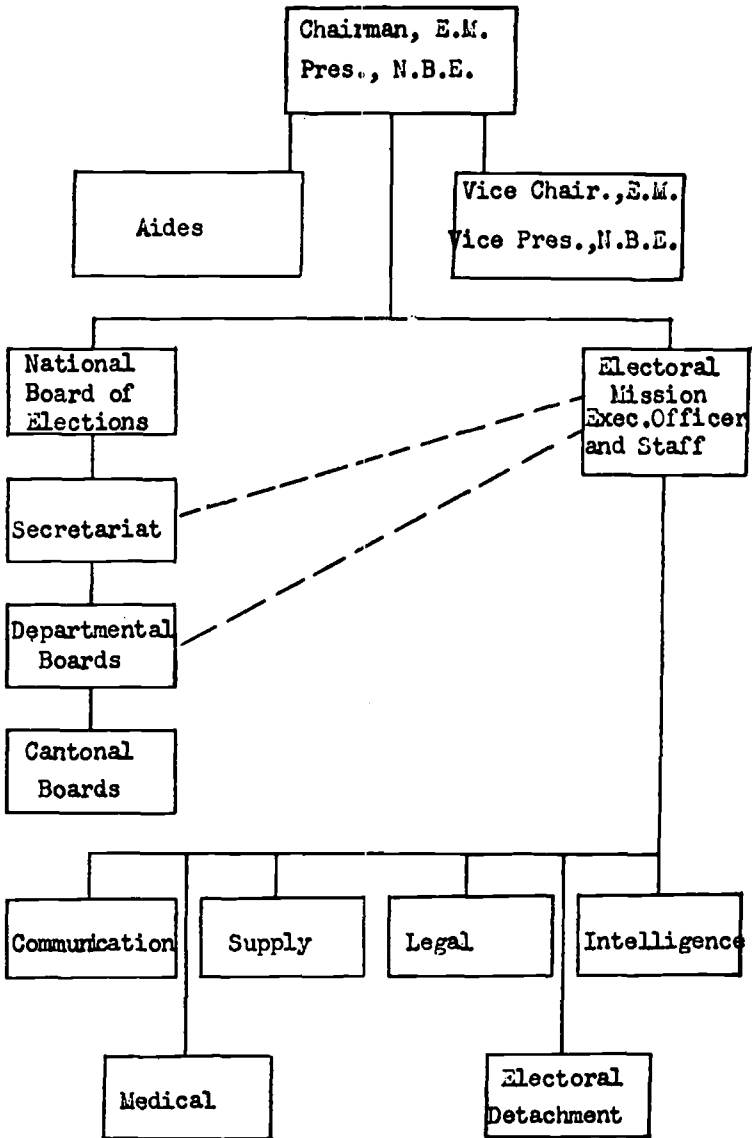 Chairman, E.M.
Pres., N.B.E.
Aides
Vice Chair.,E.M.
Vice Pres.,N.B.E.
National
Board of
Elections
Electoral
Mission
Exec.Officer
and Staff
Secretariat
Departmental
Boards
Cantonal
Boards
Communication
Supply
Legal
Intelligence
Medical
Electoral
Detachment